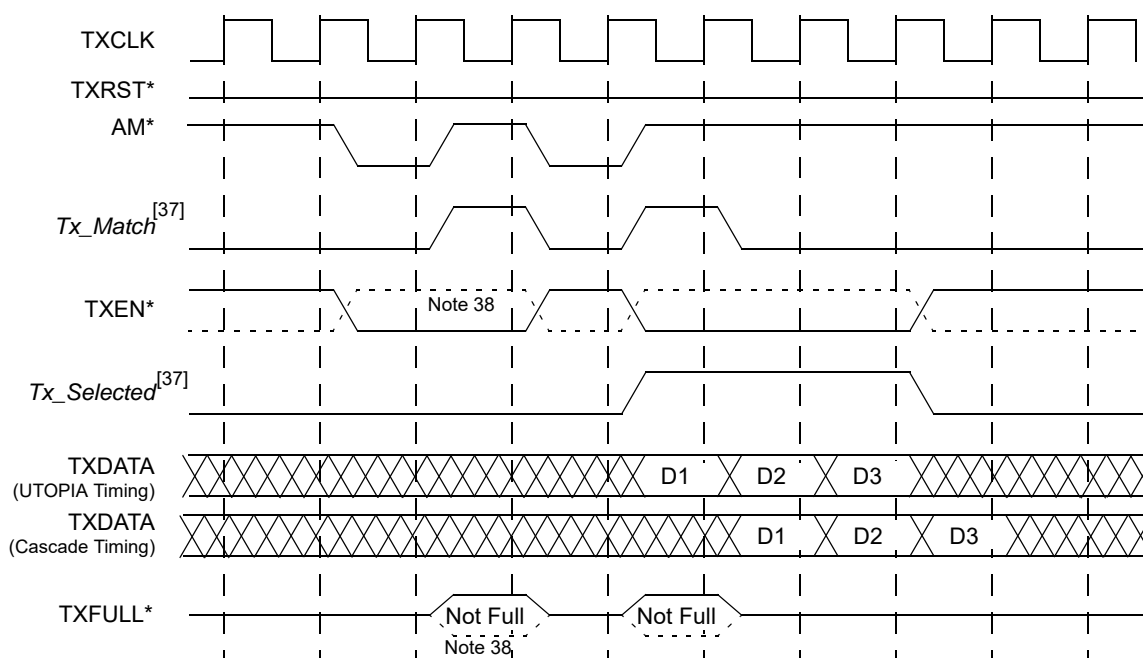 TXCLK
TXRST*
AM*
Tx_Match[37]
TXEN*
Note 38
Tx_Selected[37]
TXDATA
(UTOPIA Timing)
D1 D2 D3
TXDATA
(Cascade Timing)
D1 D2 D3
TXFULL*
Not Full Not Full
Note 38